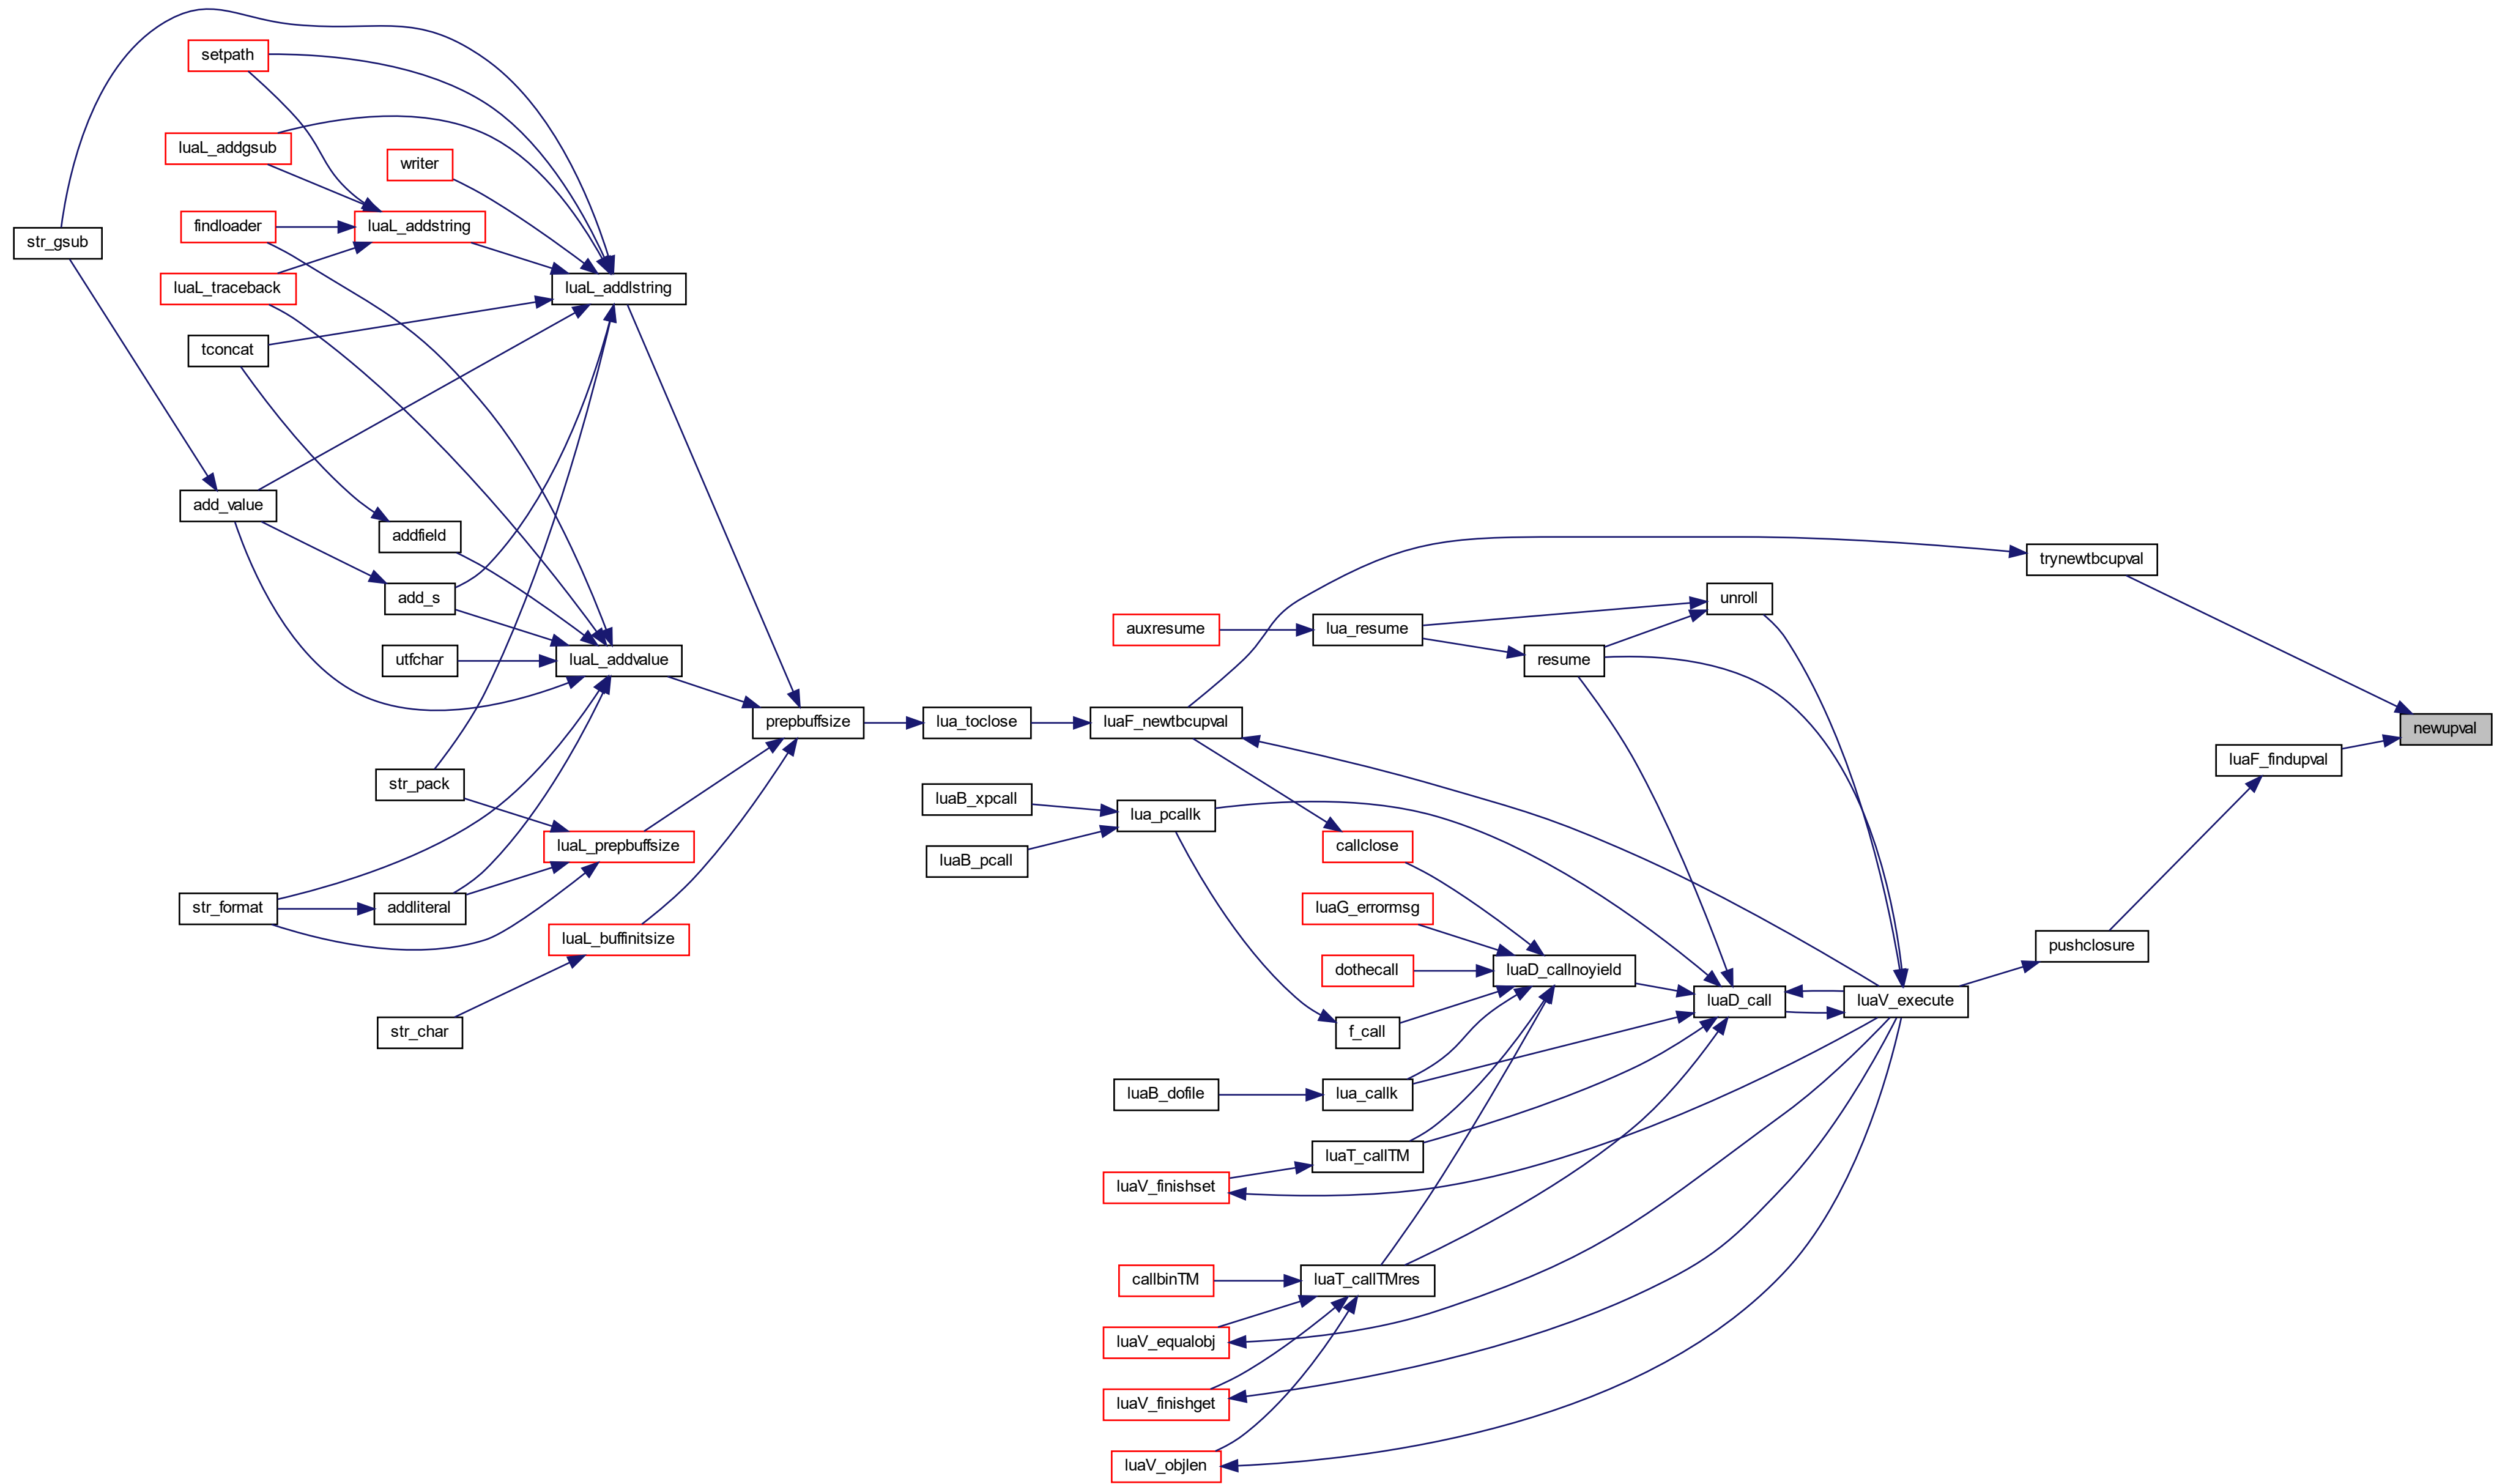 setpath
luaL_addgsub
writer
luaL_addstring
findloader
str_gsub
luaL_traceback
luaL_addlstring
tconcat
add_value
addfield
add_s
utfchar
luaL_addvalue
prepbuffsize
str_pack
luaL_prepbuffsize
str_format
addliteral
luaL_buffinitsize
str_char
lua_toclose
luaF_newtbcupval
trynewtbcupval
unroll
auxresume
lua_resume
resume
newupval
luaF_findupval
luaB_xpcall
lua_pcallk
luaB_pcall
callclose
luaG_errormsg
pushclosure
dothecall
luaD_callnoyield
luaD_call
luaV_execute
f_call
luaB_dofile
lua_callk
luaT_callTM
luaV_finishset
callbinTM
luaT_callTMres
luaV_equalobj
luaV_finishget
luaV_objlen